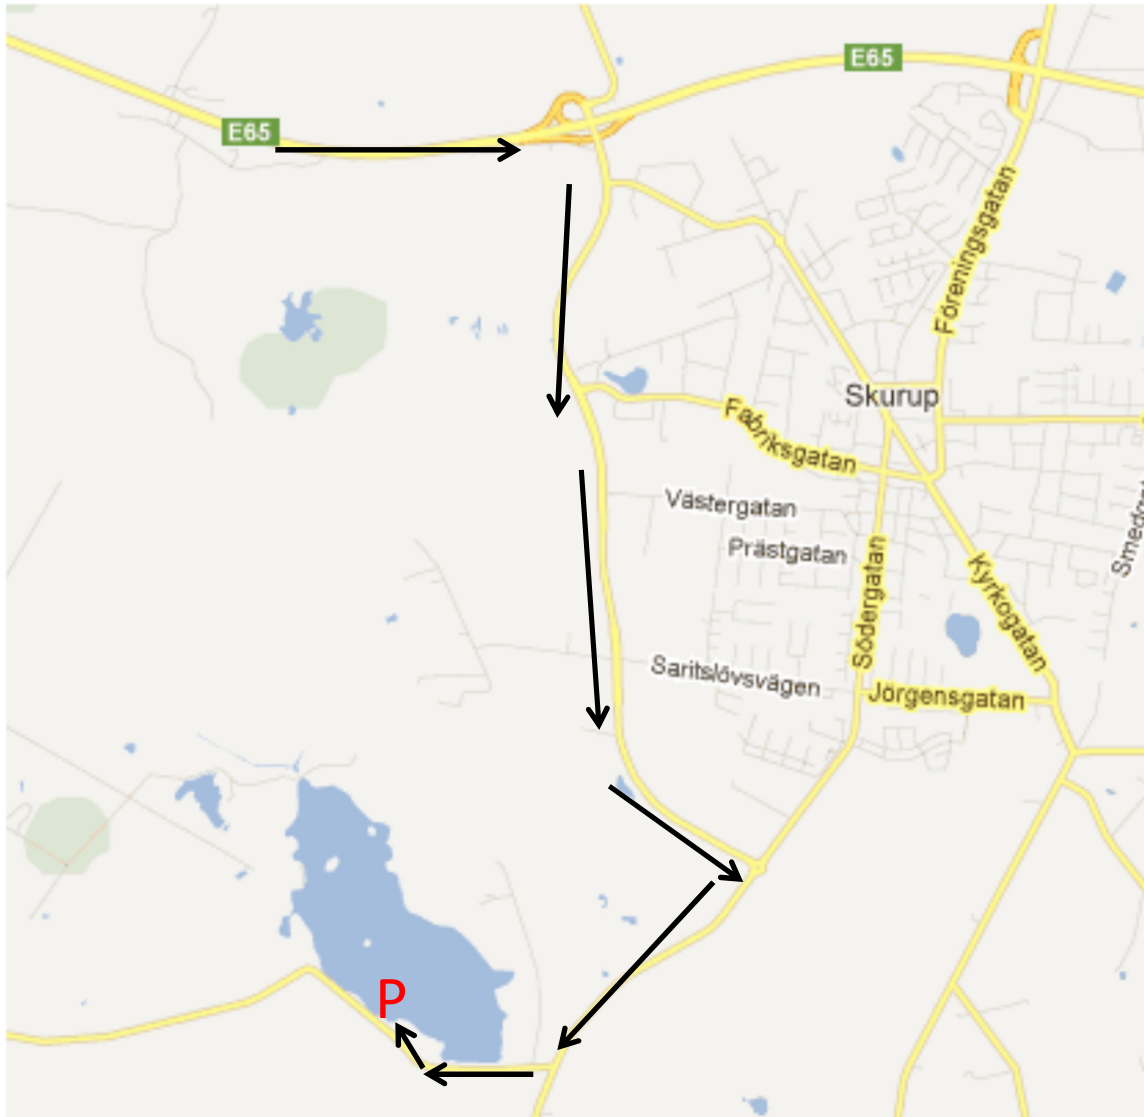 E65
E65
Föreningsgatan
Skurup
Fabriksgatan
Västergatan
Prästgatan
Södergatan
Kyrkogatan
Saritslövsvägen
Jörgensgatan
P